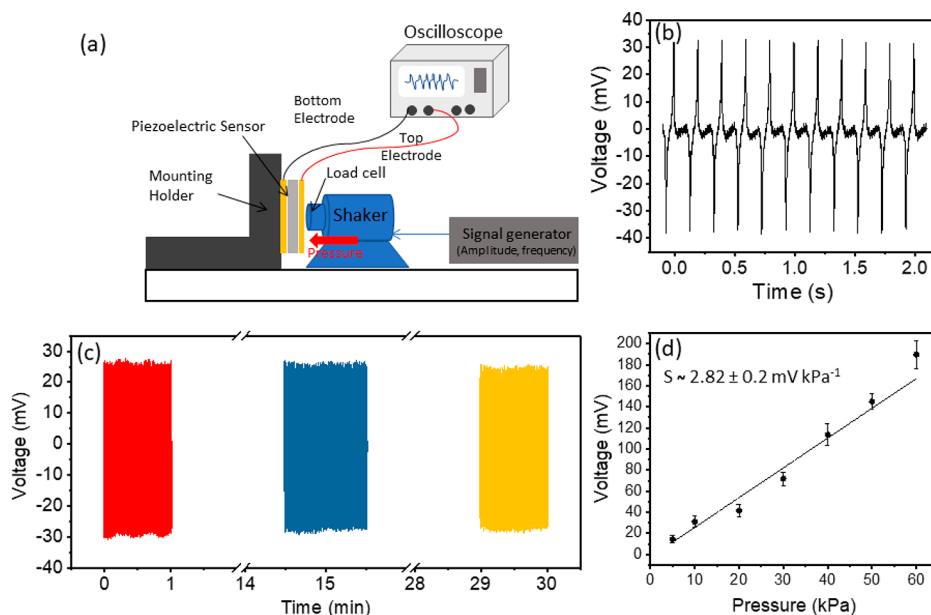 (a)
Oscilloscope
Bottom
Electrode
Piezoelectric Sensor
Top
Electrode
Mounting
Holder
Load cell
Shaker
Signal generator
(Amplitude, frequency)
Pressure
(b)
Voltage (mV)
40
30
20
10
0
-10
-20
-30
-40
0.0 0.5 1.0 1.5 2.0
Time (s)
(c)
Voltage (mV)
30
20
10
0
-10
-20
-30
-40
0 1 14 15 28 29 30
Time (min)
(d)
S ~ 2.82 ± 0.2 mV kPa⁻¹
Voltage (mV)
200
180
160
140
120
100
80
60
40
20
0
0 10 20 30 40 50 60
Pressure (kPa)